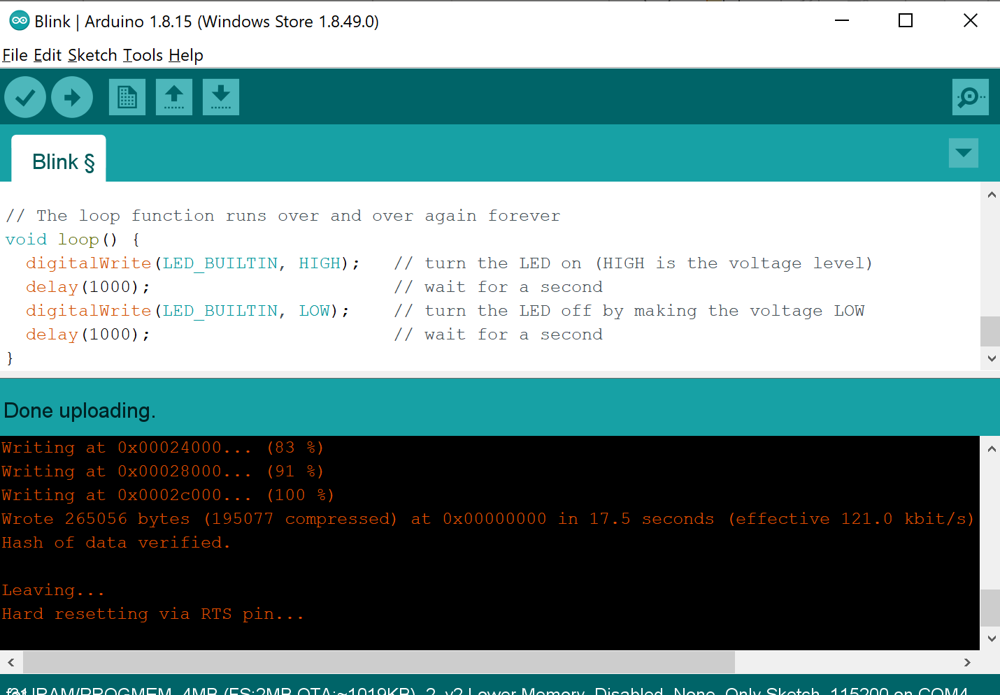 Blink | Arduino 1.8.15 (Windows Store 1.8.49.0)
File Edit Sketch Tools Help
Blink §
// The loop function runs over and over again forever
void loop() {
  digitalWrite(LED_BUILTIN, HIGH);   // turn the LED on (HIGH is the voltage level)
  delay(1000);                       // wait for a second
  digitalWrite(LED_BUILTIN, LOW);    // turn the LED off by making the voltage LOW
  delay(1000);                       // wait for a second
}
Done uploading.
Writing at 0x00024000... (83 %)
Writing at 0x00028000... (91 %)
Writing at 0x0002c000... (100 %)
Wrote 265056 bytes (195077 compressed) at 0x00000000 in 17.5 seconds (effective 121.0 kbit/s)
Hash of data verified.
Leaving...
Hard resetting via RTS pin...
IRAM/PROGMEM, 4MB (FS:2MB OTA:~1019KB), 2, v2 Lower Memory, Disabled, None, Only Sketch, 115200 on COM4